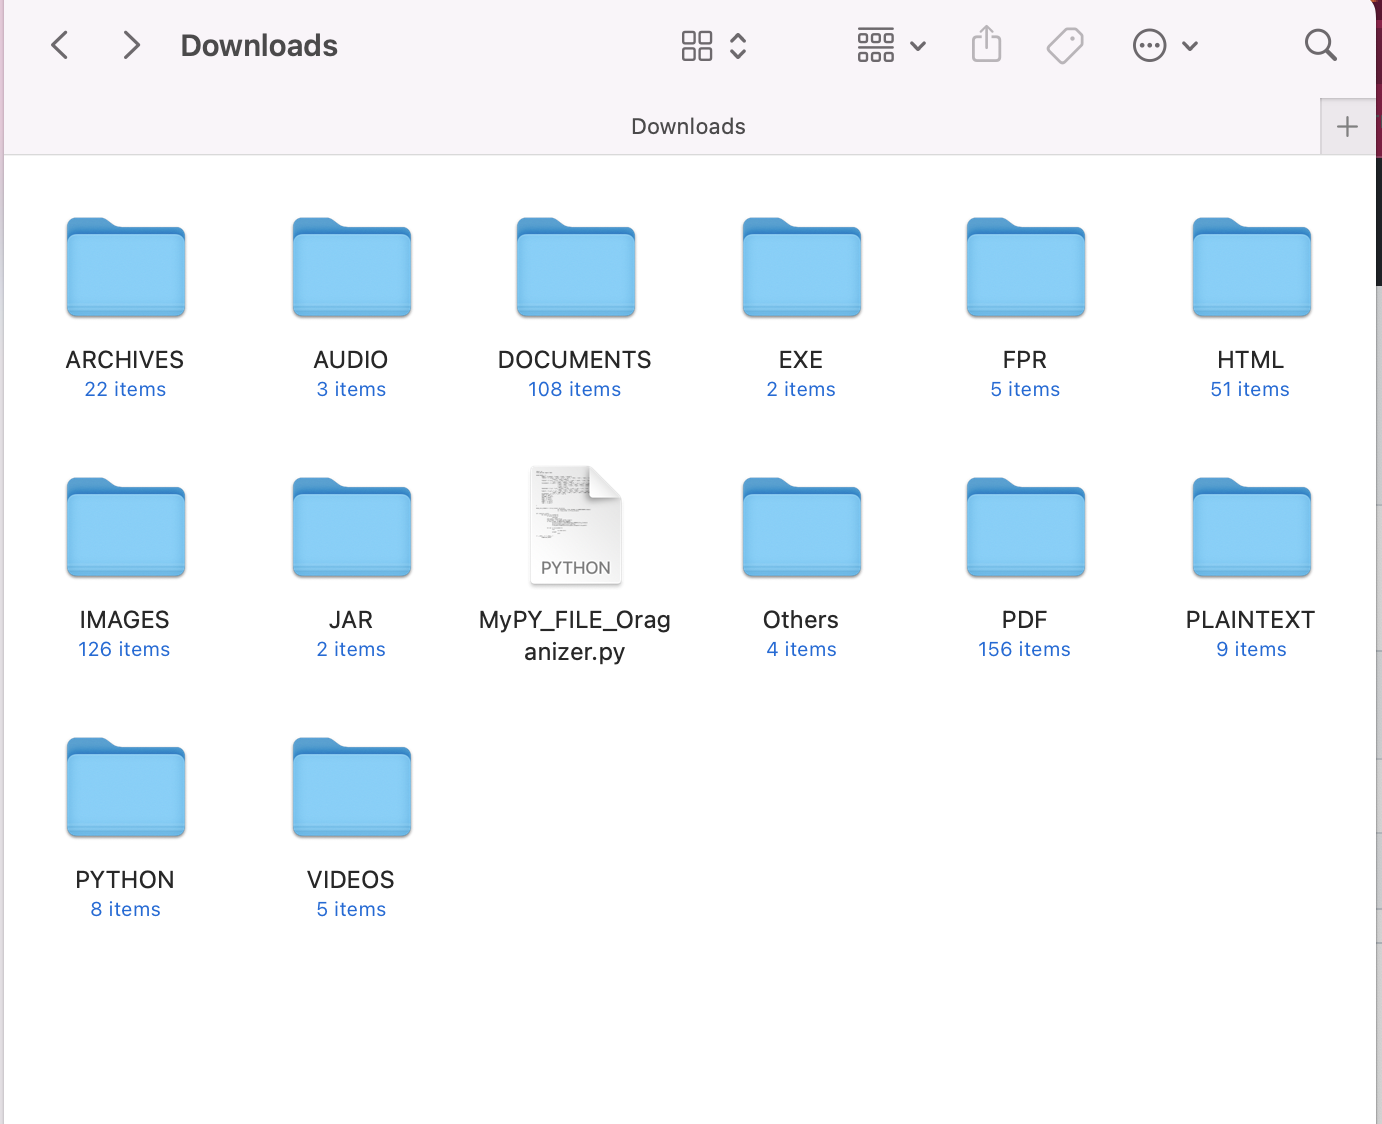 Downloads
Downloads
ARCHIVES
22 items
AUDIO
3 items
DOCUMENTS
108 items
EXE
2 items
FPR
5 items
HTML
51 items
IMAGES
126 items
JAR
2 items
PYTHON
MyPY_FILE_Orag
anizer.py
Others
4 items
PDF
156 items
PLAINTEXT
9 items
PYTHON
8 items
VIDEOS
5 items